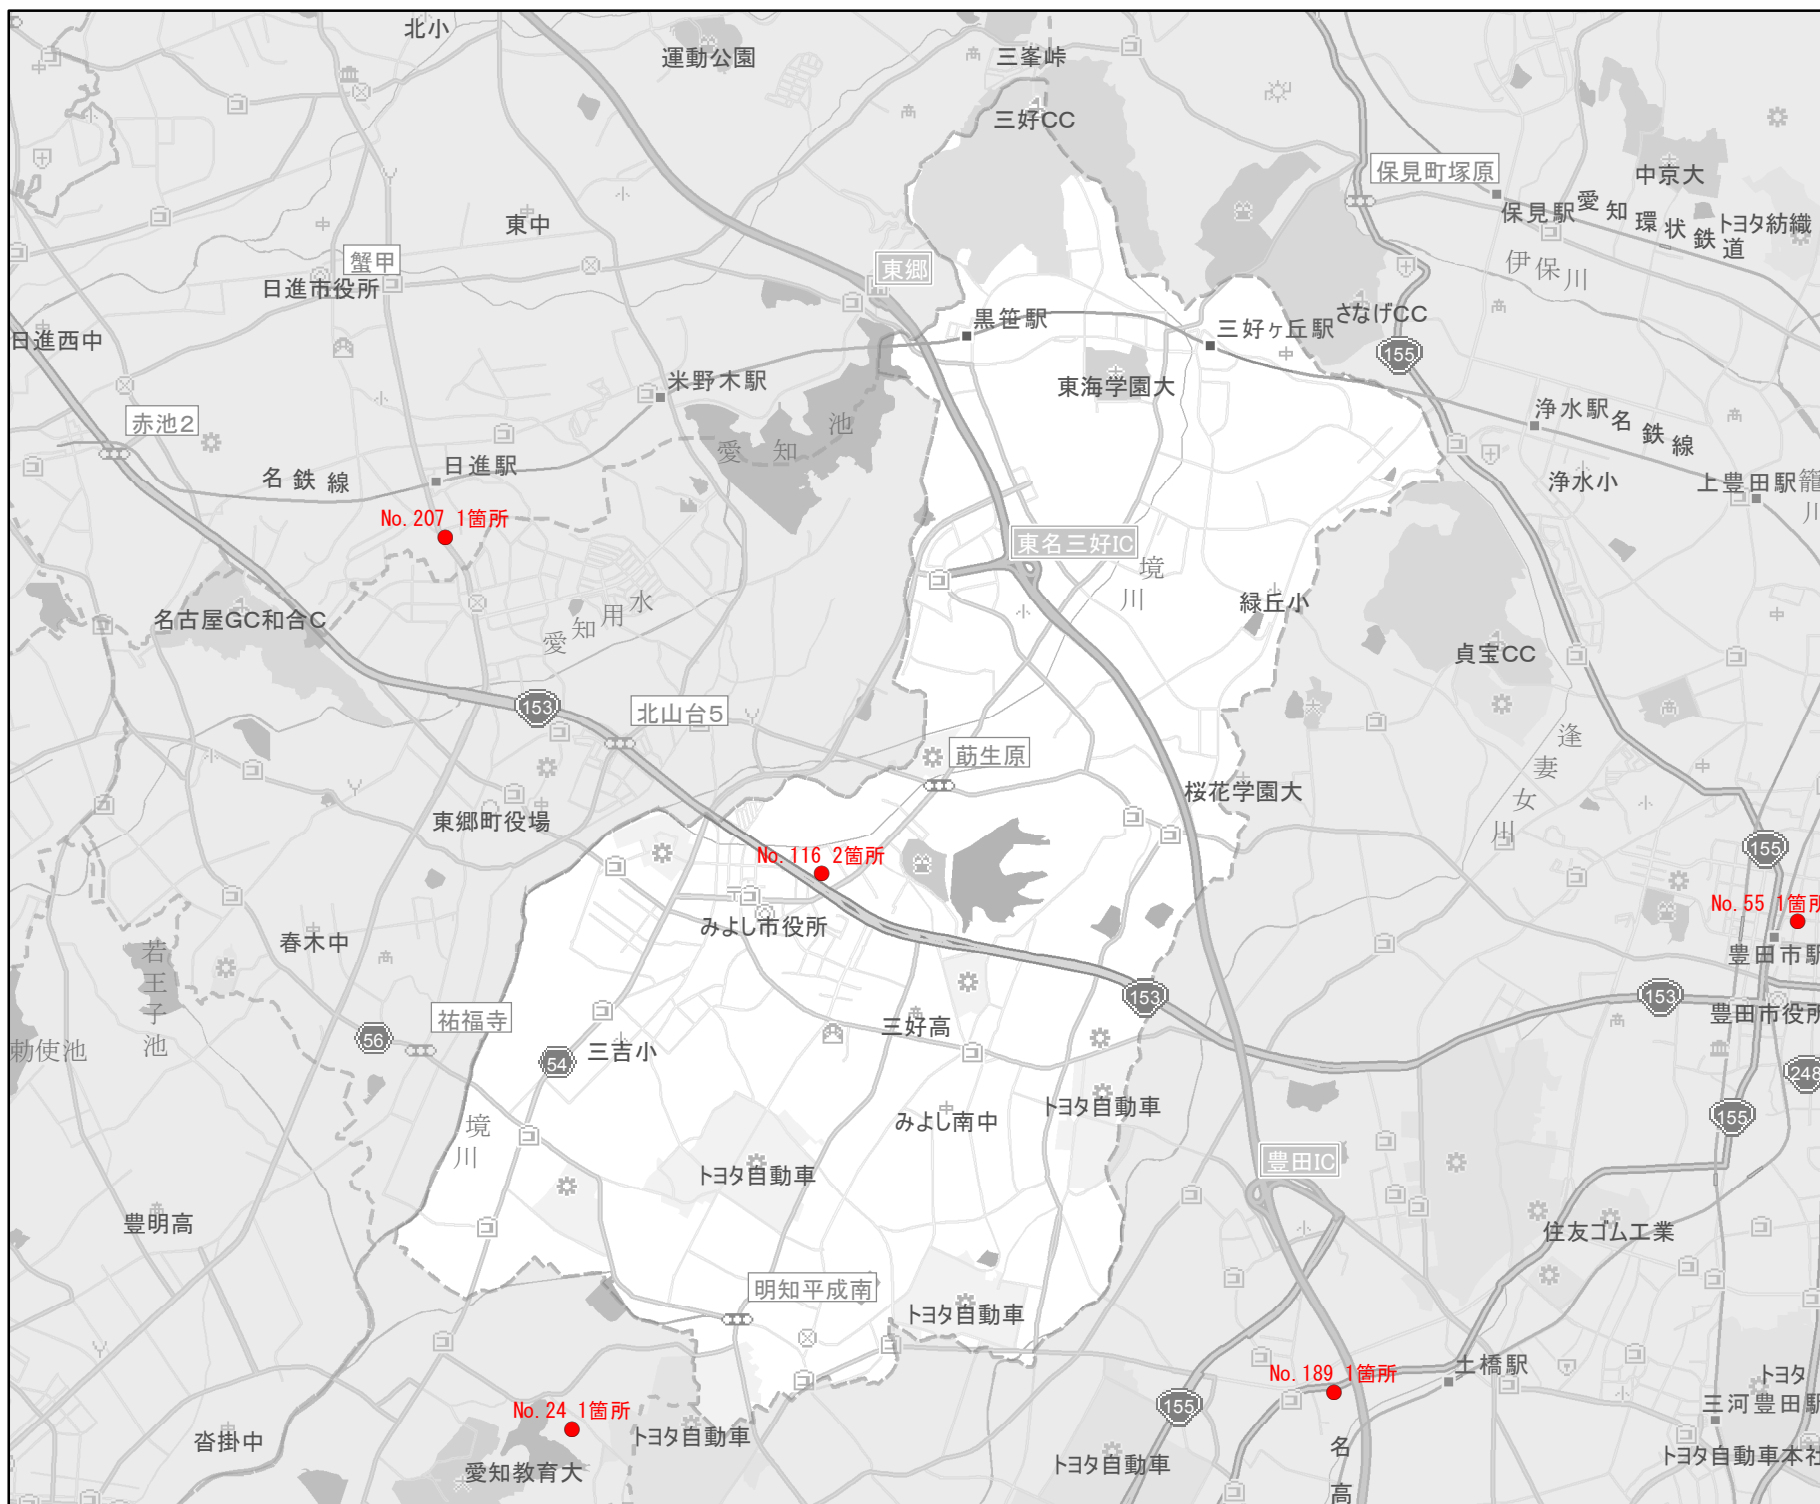 北小
運動公園
三峯峠
三好CC
保見町塚原
中京大
保見駅
愛知環状鉄道
トヨタ紡織
東中
蟹甲
東郷
伊保川
日進市役所
日進西中
黒笹駅
三好ヶ丘駅
さなげCC
155
米野木駅
東海学園大
赤池2
愛知池
浄水駅
名鉄線
日進駅
名鉄線
浄水小
上豊田駅
籠川
No.207 1箇所
東名三好IC
境川
緑丘小
名古屋GC和合C
愛知用水
貞宝CC
153
北山台5
莇生原
逢妻女川
桜花学園大
東郷町役場
155
No.116 2箇所
No.55 1箇所
みよし市役所
春木中
若王子池
豊田市駅
153
153
豊田市役所
祐福寺
56
三好高
勅使池
54
三吉小
248
155
トヨタ自動車
みよし南中
境川
トヨタ自動車
豊田IC
豊明高
住友ゴム工業
明知平成南
トヨタ自動車
No.189 1箇所
土橋駅
トヨタ
三河豊田駅
155
No.24 1箇所
トヨタ自動車
沓掛中
愛知教育大
トヨタ自動車
名高
トヨタ自動車本社